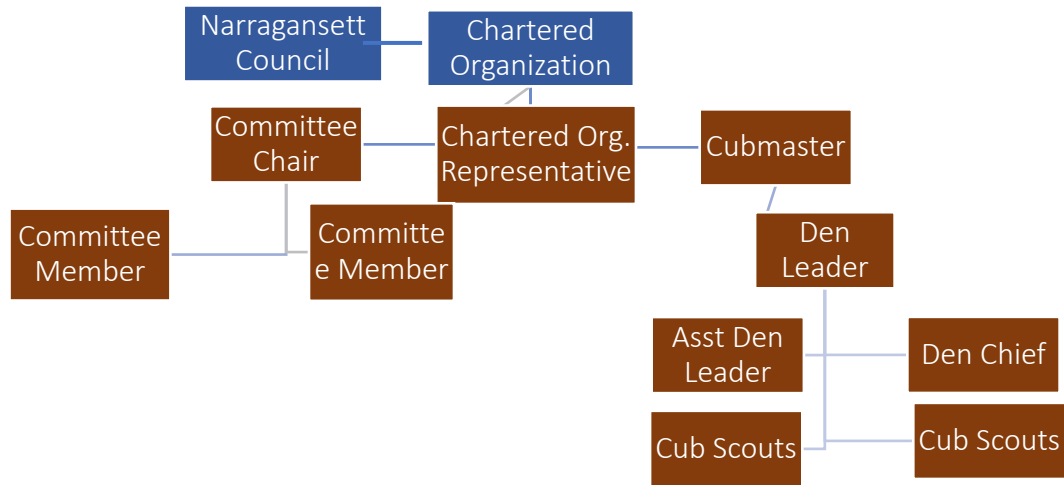 Narragansett
Council
Chartered
Organization
Committee
Chair
Chartered Org.
Representative
Cubmaster
Committee
Member
Committe
e Member
Den
Leader
Asst Den
Leader
Den Chief
Cub Scouts
Cub Scouts